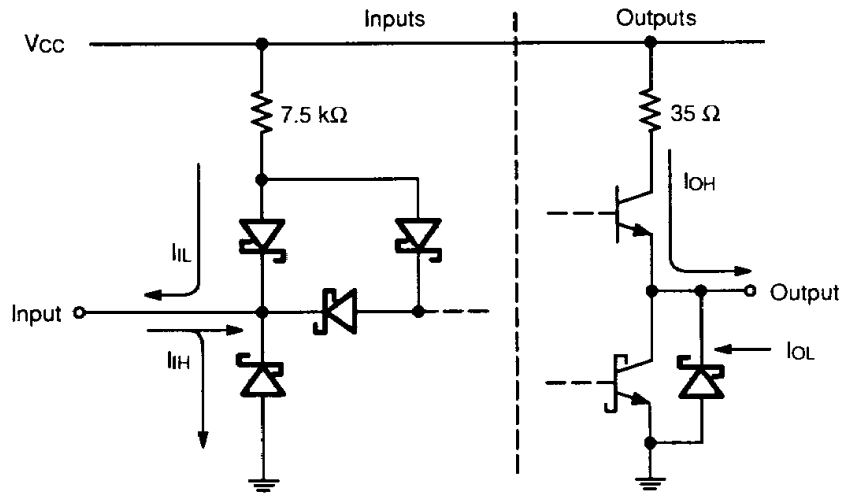 Inputs
Outputs
VCC
7.5 kΩ
35 Ω
IOH
IIL
Input
Output
IIH
IOL